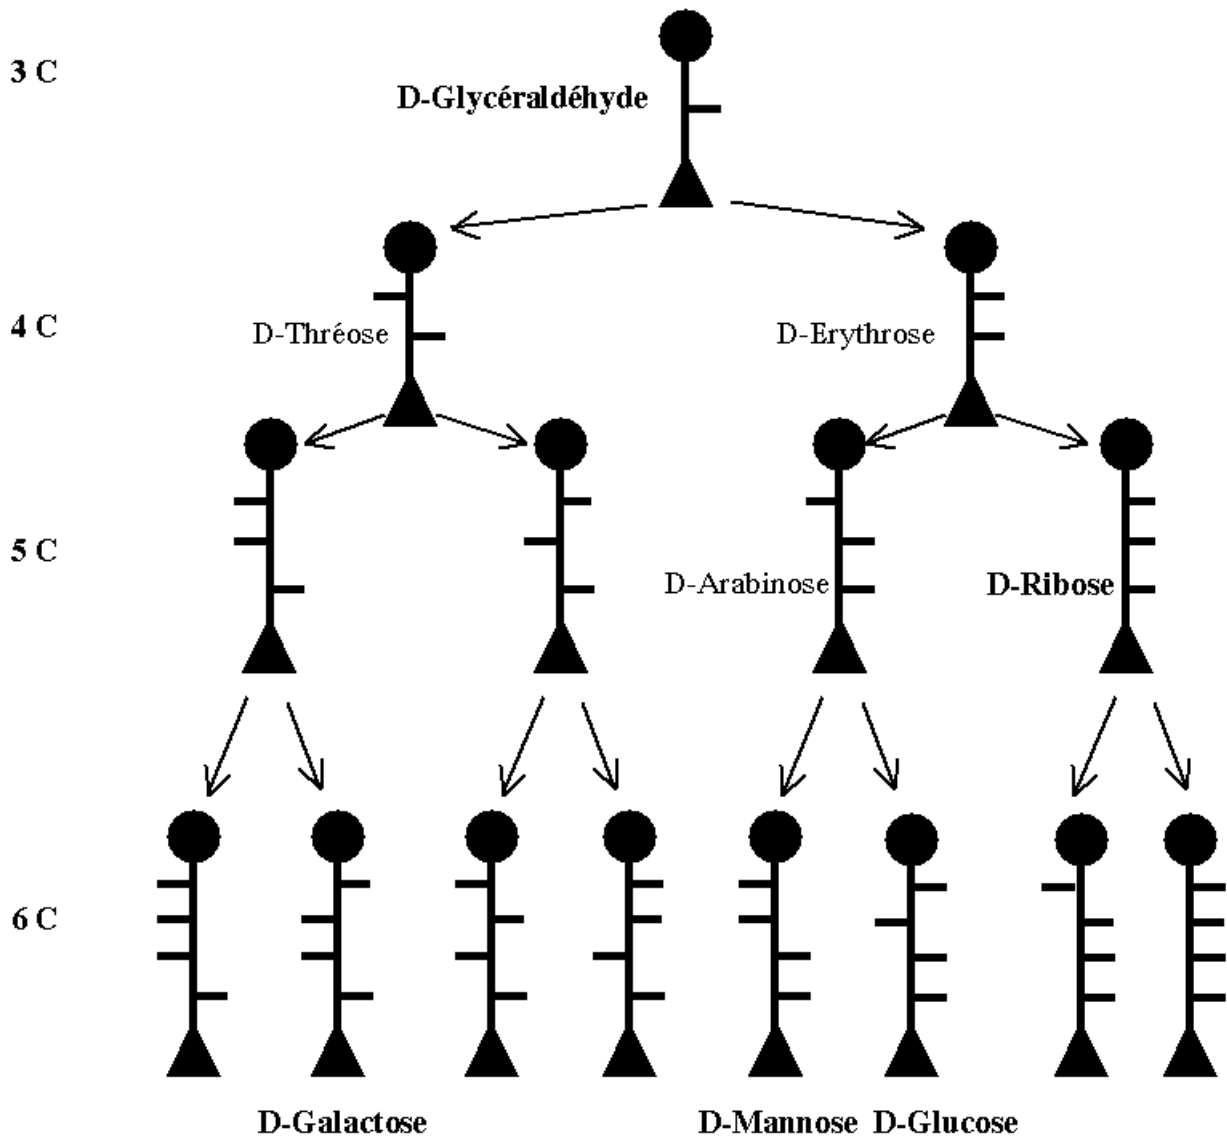 3 C
D-Glycéraldéhyde
4 C
D-Thréose
D-Erythrose
5 C
D-Arabinose
D-Ribose
6 C
D-Galactose
D-Mannose
D-Glucose